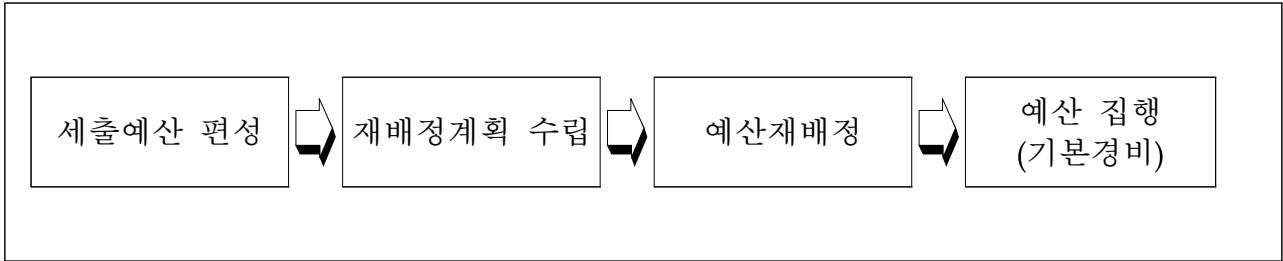 세출예산 편성
재배정계획 수립
예산재배정
예산 집행
(기본경비)